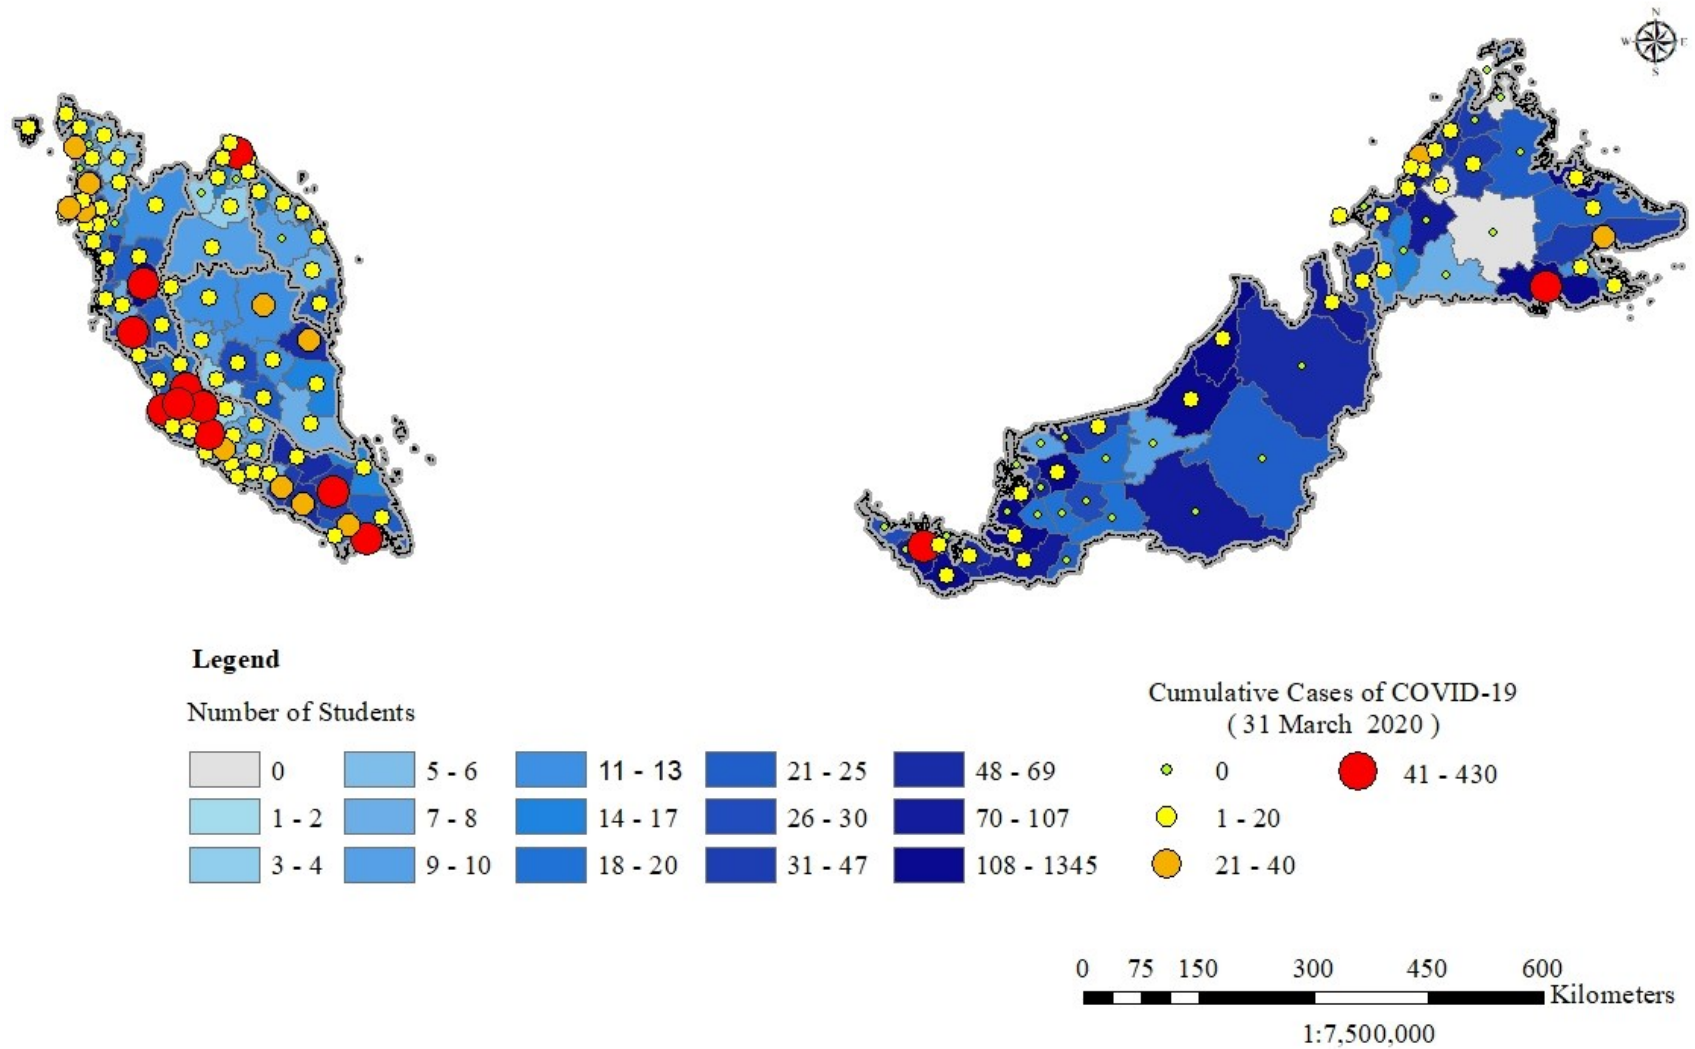 N
W E
S
Legend
Number of Students
Cumulative Cases of COVID-19
( 31 March 2020 )
0 5 - 6 11 - 13 21 - 25 48 - 69 0 41 - 430
1 - 2 7 - 8 14 - 17 26 - 30 70 - 107 1 - 20
3 - 4 9 - 10 18 - 20 31 - 47 108 - 1345 21 - 40
0 75 150 300 450 600
Kilometers
1:7,500,000